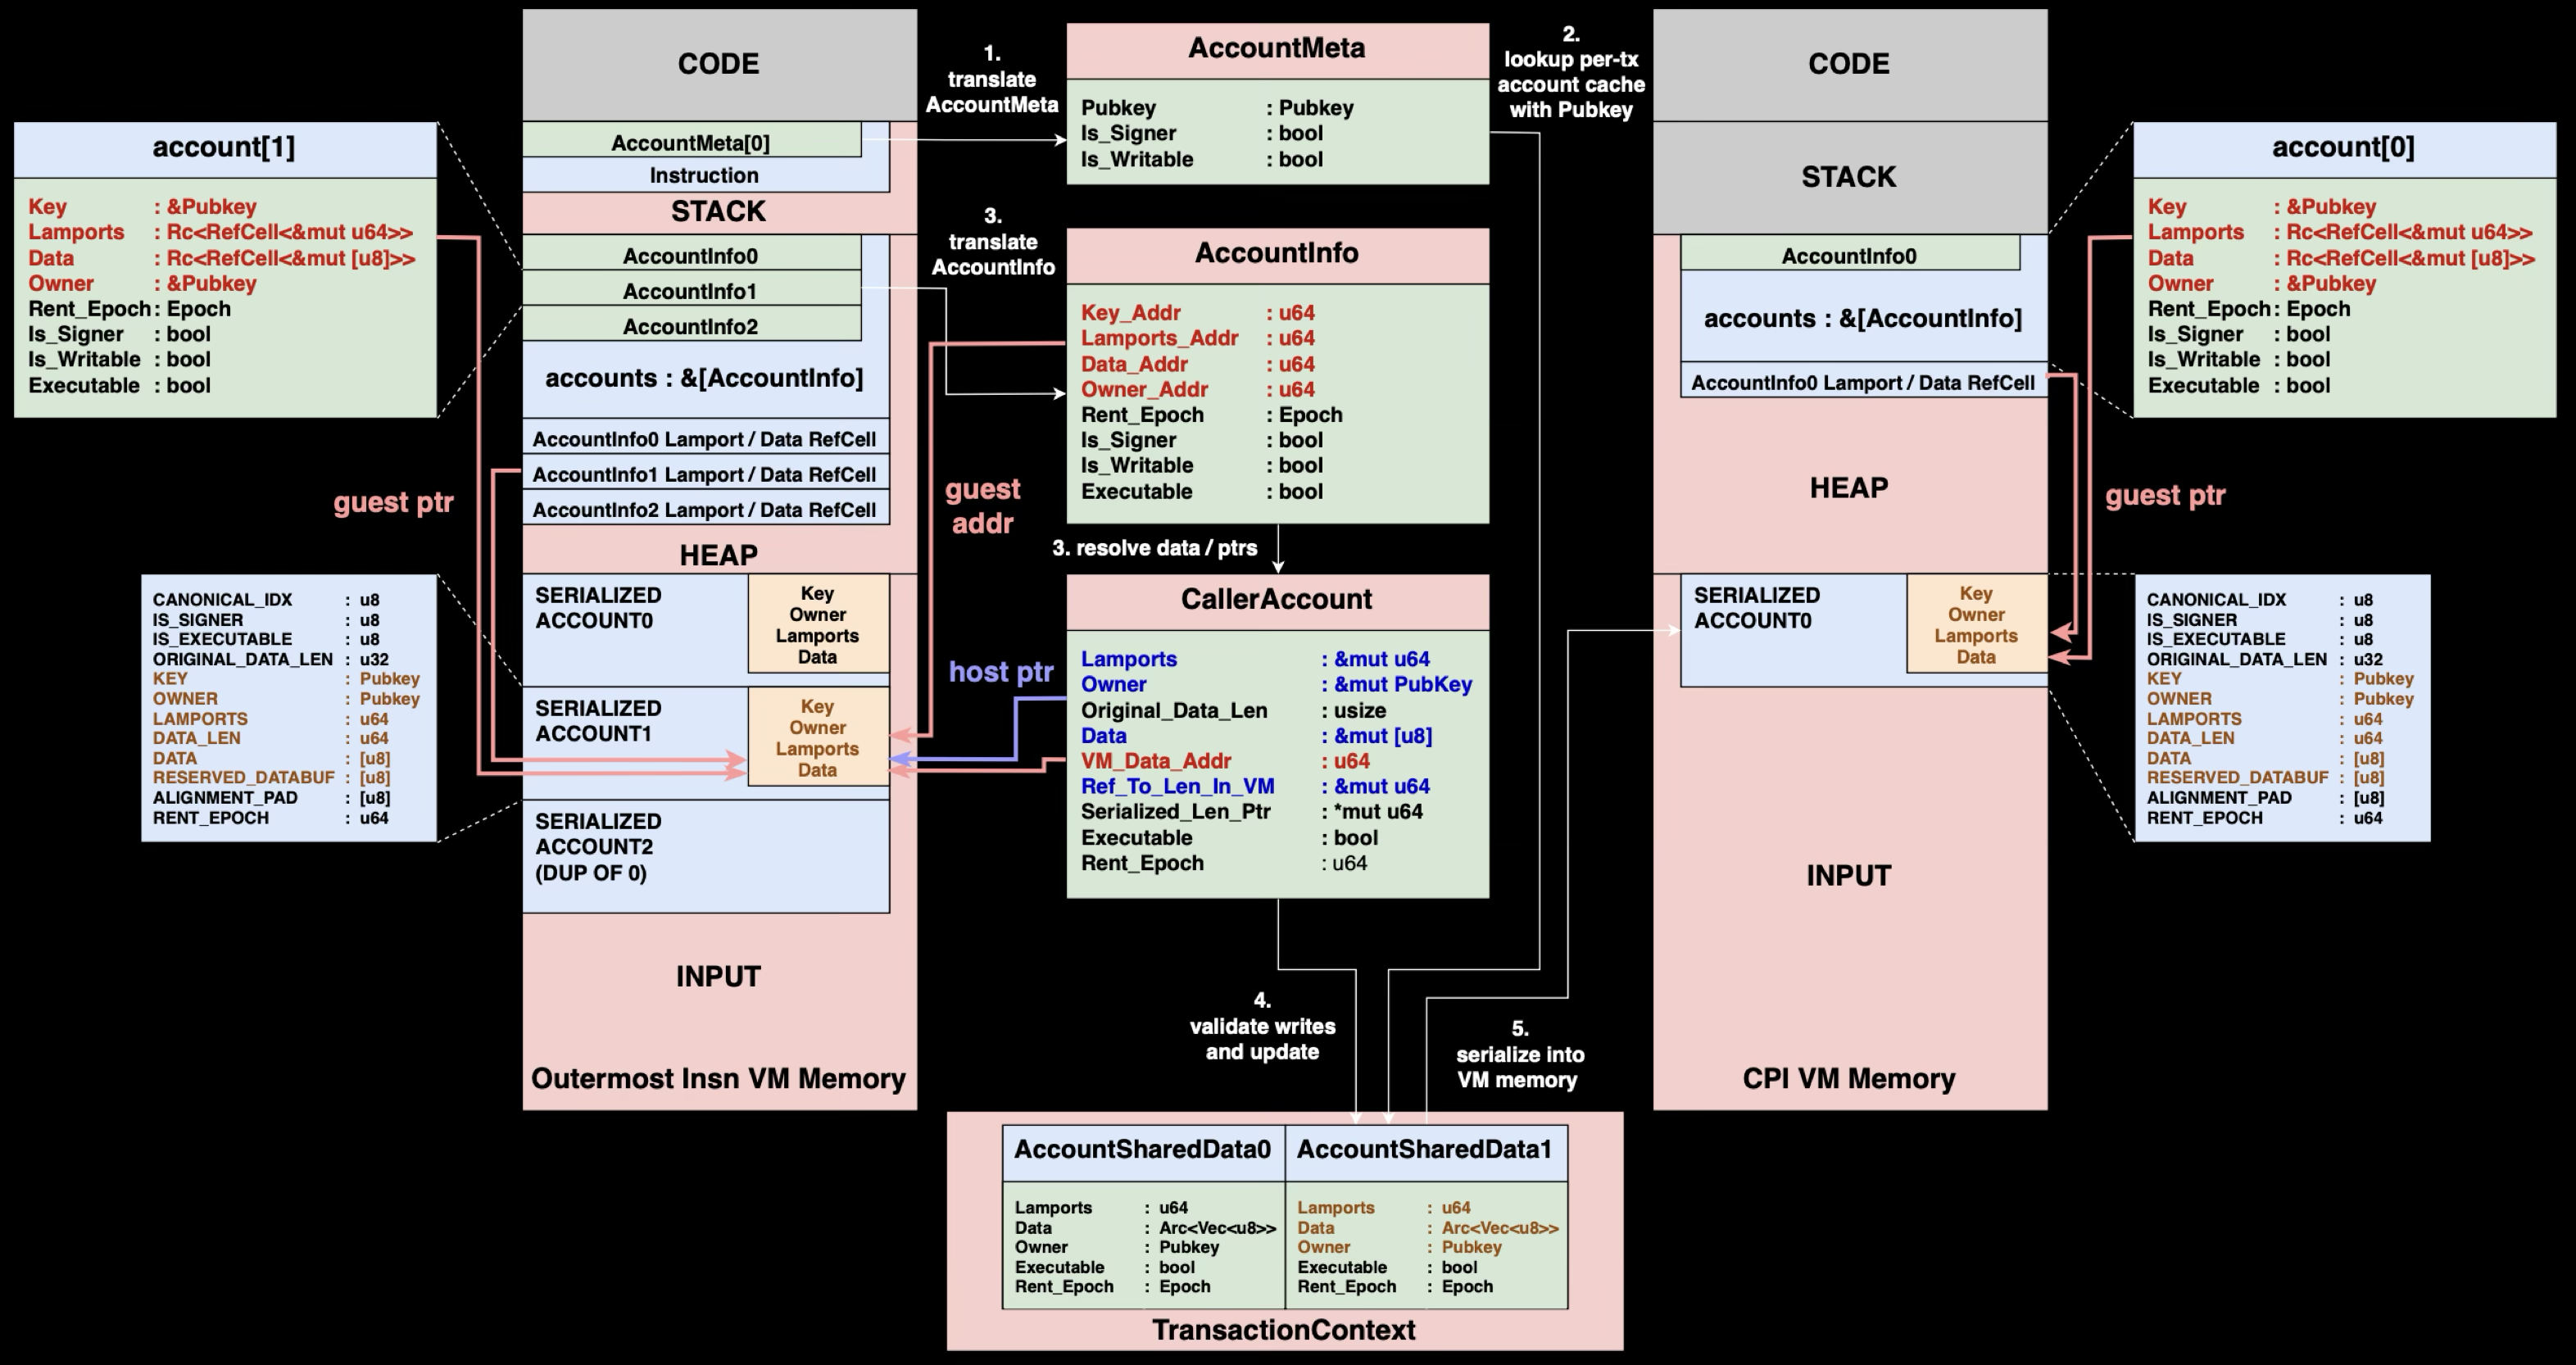 account[1]
Key : &Pubkey
Lamports : Rc<RefCell<&mut u64>>
Data : Rc<RefCell<&mut [u8]>>
Owner : &Pubkey
Rent_Epoch : Epoch
Is_Signer : bool
Is_Writable : bool
Executable : bool
guest ptr
CANONICAL_IDX : u8
IS_SIGNER : u8
IS_EXECUTABLE : u8
ORIGINAL_DATA_LEN : u32
KEY : Pubkey
OWNER : Pubkey
LAMPORTS : u64
DATA_LEN : u64
DATA : [u8]
RESERVED_DATABUF : [u8]
ALIGNMENT_PAD : [u8]
RENT_EPOCH : u64
CODE
AccountMeta[0]
Instruction
STACK
AccountInfo0
AccountInfo1
AccountInfo2
accounts : &[AccountInfo]
AccountInfo0 Lamport / Data RefCell
AccountInfo1 Lamport / Data RefCell
AccountInfo2 Lamport / Data RefCell
HEAP
SERIALIZED
ACCOUNT0
Key
Owner
Lamports
Data
SERIALIZED
ACCOUNT1
Key
Owner
Lamports
Data
SERIALIZED
ACCOUNT2
(DUP OF 0)
INPUT
Outermost Insn VM Memory
1.
translate
AccountMeta
3.
translate
AccountInfo
guest
addr
host ptr
AccountMeta
Pubkey : Pubkey
Is_Signer : bool
Is_Writable : bool
AccountInfo
Key_Addr : u64
Lamports_Addr : u64
Data_Addr : u64
Owner_Addr : u64
Rent_Epoch : Epoch
Is_Signer : bool
Is_Writable : bool
Executable : bool
3. resolve data / ptrs
CallerAccount
Lamports : &mut u64
Owner : &mut PubKey
Original_Data_Len : usize
Data : &mut [u8]
VM_Data_Addr : u64
Ref_To_Len_In_VM : &mut u64
Serialized_Len_Ptr : *mut u64
Executable : bool
Rent_Epoch : u64
2.
lookup per-tx
account cache
with Pubkey
4.
validate writes
and update
5.
serialize into
VM memory
AccountSharedData0
Lamports : u64
Data : Arc<Vec<u8>>
Owner : Pubkey
Executable : bool
Rent_Epoch : Epoch
AccountSharedData1
Lamports : u64
Data : Arc<Vec<u8>>
Owner : Pubkey
Executable : bool
Rent_Epoch : Epoch
TransactionContext
CODE
STACK
AccountInfo0
accounts : &[AccountInfo]
AccountInfo0 Lamport / Data RefCell
HEAP
SERIALIZED
ACCOUNT0
Key
Owner
Lamports
Data
INPUT
CPI VM Memory
account[0]
Key : &Pubkey
Lamports : Rc<RefCell<&mut u64>>
Data : Rc<RefCell<&mut [u8]>>
Owner : &Pubkey
Rent_Epoch : Epoch
Is_Signer : bool
Is_Writable : bool
Executable : bool
guest ptr
CANONICAL_IDX : u8
IS_SIGNER : u8
IS_EXECUTABLE : u8
ORIGINAL_DATA_LEN : u32
KEY : Pubkey
OWNER : Pubkey
LAMPORTS : u64
DATA_LEN : u64
DATA : [u8]
RESERVED_DATABUF : [u8]
ALIGNMENT_PAD : [u8]
RENT_EPOCH : u64